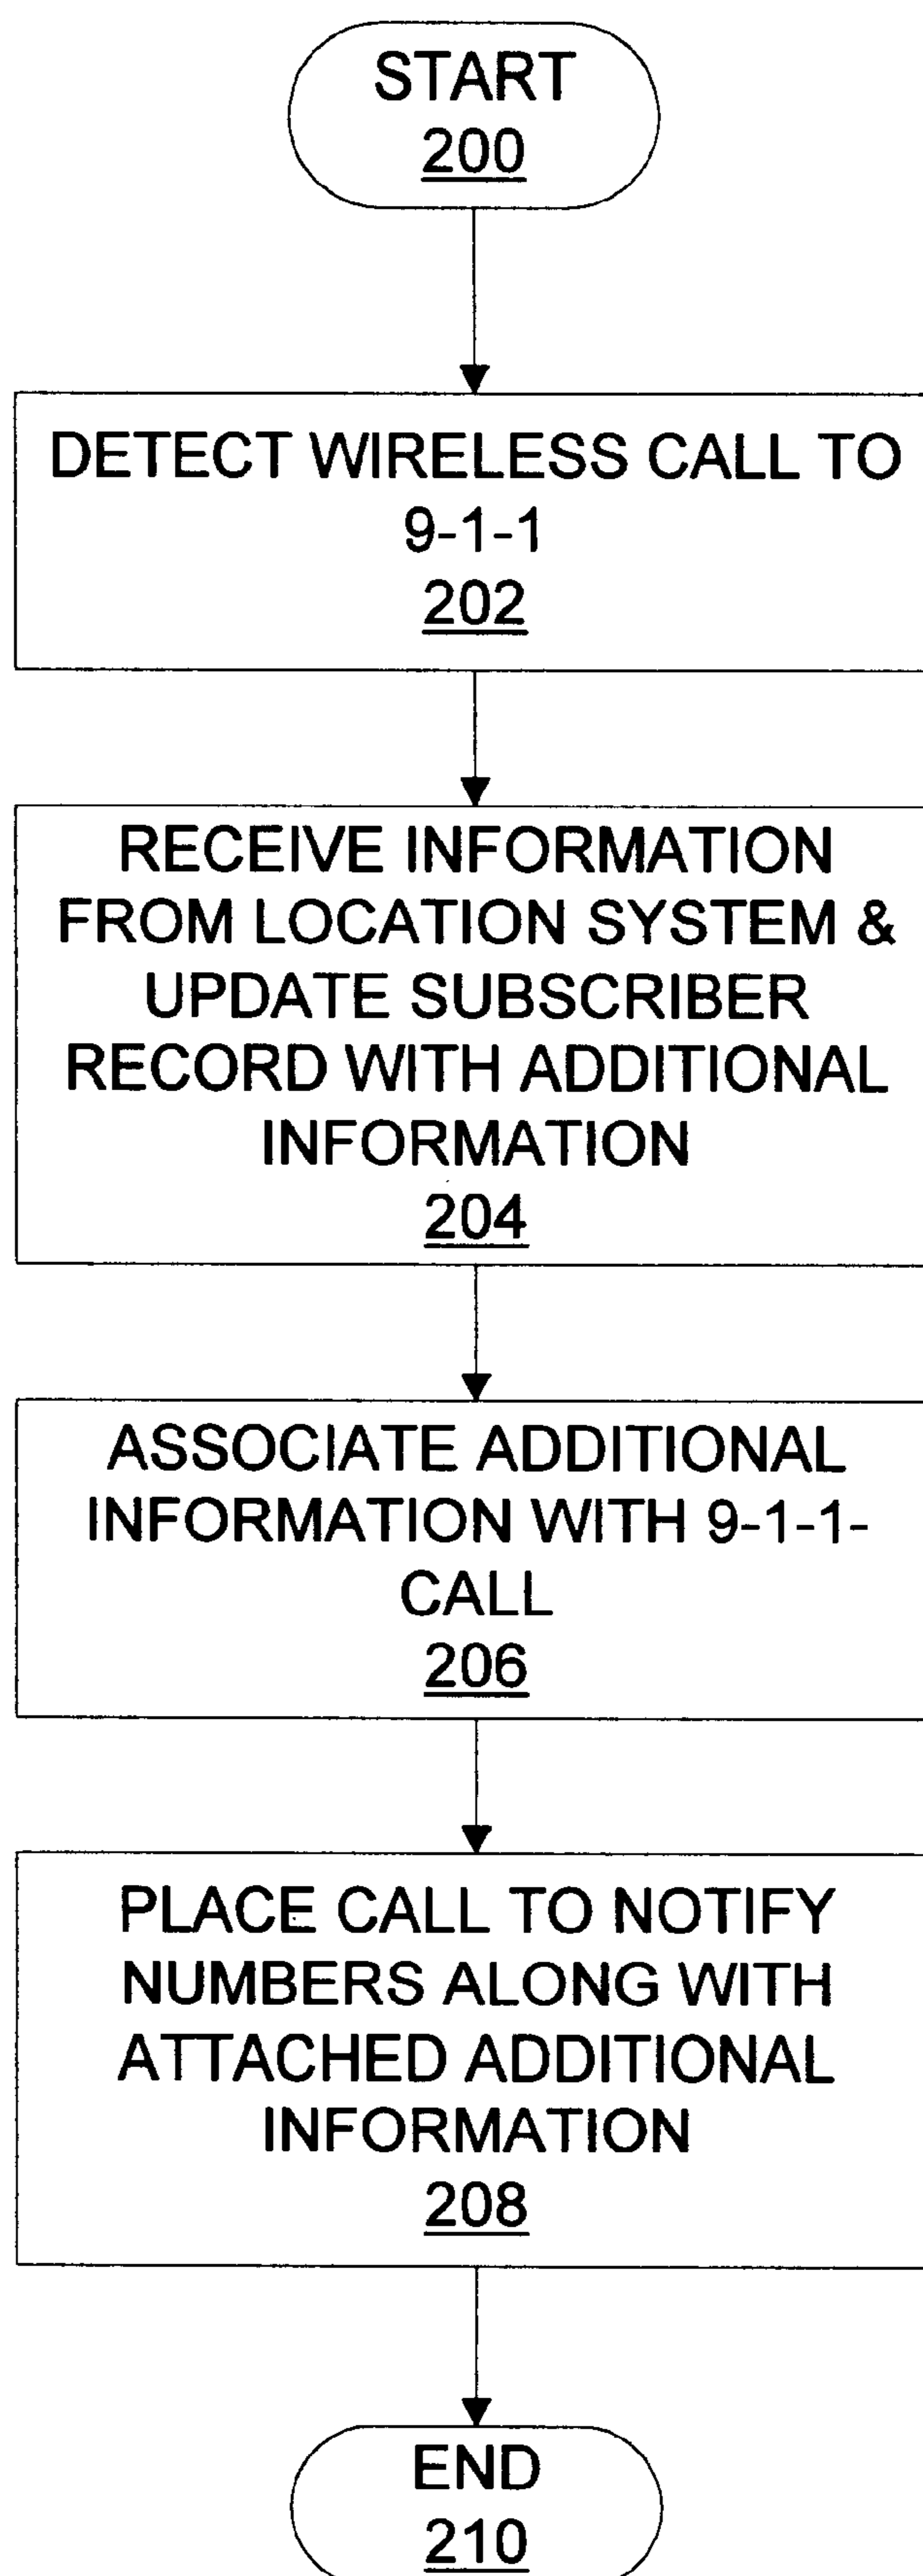 START
200
DETECT WIRELESS CALL TO
9-1-1
202
RECEIVE INFORMATION
FROM LOCATION SYSTEM &
UPDATE SUBSCRIBER
RECORD WITH ADDITIONAL
INFORMATION
204
ASSOCIATE ADDITIONAL
INFORMATION WITH 9-1-1-
CALL
206
PLACE CALL TO NOTIFY
NUMBERS ALONG WITH
ATTACHED ADDITIONAL
INFORMATION
208
END
210